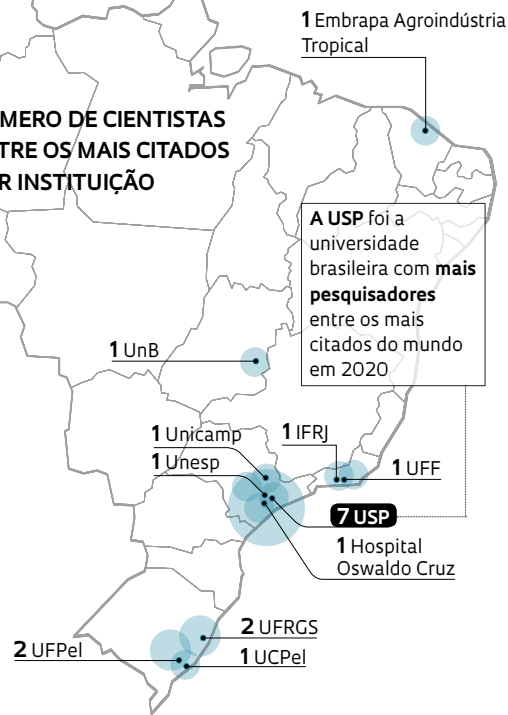 1 Embrapa Agroindústria
Tropical
MERO DE CIENTISTAS
TRE OS MAIS CITADOS
R INSTITUIÇÃO
A USP foi a
universidade
brasileira com mais
pesquisadores
entre os mais
citados do mundo
em 2020
1 UnB
1 Unicamp
1 IFRJ
1 Unesp
1 UFF
7 USP
1 Hospital
Oswaldo Cruz
2 UFRGS
2 UFPel
1 UCPel